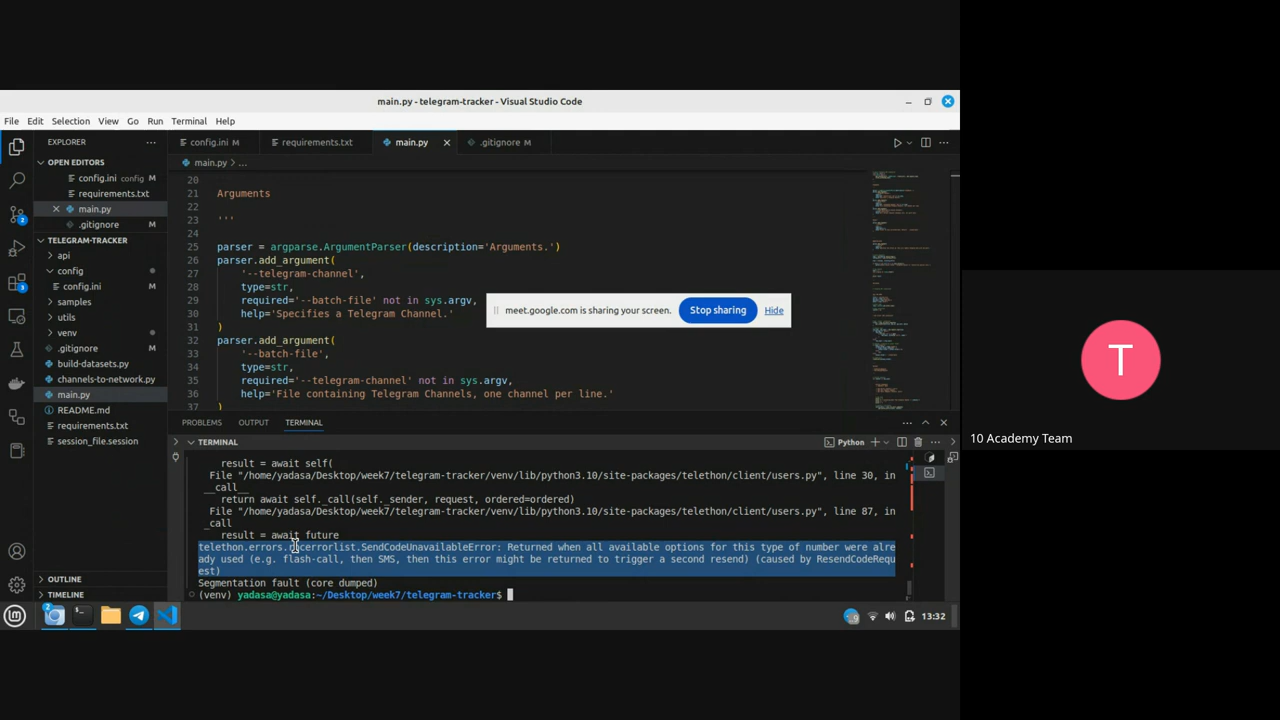 main.py - telegram-tracker - Visual Studio Code
File Edit Selection View Go Run Terminal Help
EXPLORER
OPEN EDITORS
config.ini config M
requirements.txt
main.py
.gitignore
TELEGRAM-TRACKER
api
config
config.ini
samples
utils
venv
.gitignore M
build-datasets.py
channels-to-network.py
main.py
README.md
requirements.txt
session_file.session
OUTLINE
TIMELINE
2
3
config.ini M
requirements.txt
main.py
.gitignore M
main.py > ...
20
21 Arguments
22
23 '''
24
25 parser = argparse.ArgumentParser(description='Arguments.')
26 parser.add_argument(
27 '--telegram-channel',
28 type=str,
29 required='--batch-file' not in sys.argv,
30 help='Specifies a Telegram Channel.'
31 )
32 parser.add_argument(
33 '--batch-file',
34 type=str,
35 required='--telegram-channel' not in sys.argv,
36 help='File containing Telegram Channels, one channel per line.'
37 )
meet.google.com is sharing your screen.
Stop sharing
Hide
PROBLEMS OUTPUT TERMINAL
TERMINAL
Python
result = await self(
File "/home/yadasa/Desktop/week7/telegram-tracker/venv/lib/python3.10/site-packages/telethon/client/users.py", line 30, in
__call__
return await self._call(self._sender, request, ordered=ordered)
File "/home/yadasa/Desktop/week7/telegram-tracker/venv/lib/python3.10/site-packages/telethon/client/users.py", line 87, in
_call
result = await future
telethon.errors.rpcerrorlist.SendCodeUnavailableError: Returned when all available options for this type of number were alre
ady used (e.g. flash-call, then SMS, then this error might be returned to trigger a second resend) (caused by ResendCodeRequ
est)
Segmentation fault (core dumped)
(venv) yadasa@yadasa:~/Desktop/week7/telegram-tracker$
13:32
T
10 Academy Team